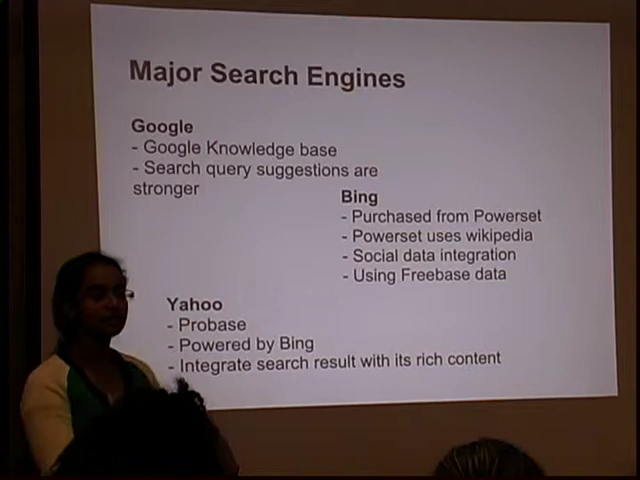 Major Search Engines
Google
- Google Knowledge base
- Search query suggestions are
stronger
Bing
- Purchased from Powerset
- Powerset uses wikipedia
- Social data integration
- Using Freebase data
Yahoo
- Probase
- Powered by Bing
- Integrate search result with its rich content